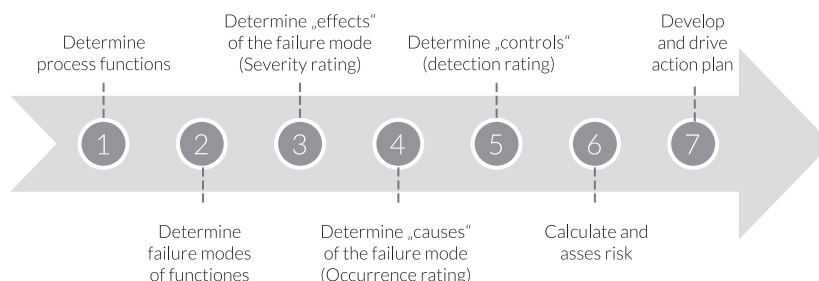 Determine
process functions
Determine „effects“
of the failure mode
(Severity rating)
Determine „controls“
(detection rating)
Develop
and drive
action plan
1
2
3
4
5
6
7
Determine
failure modes
of functiones
Determine „causes“
of the failure mode
(Occurrence rating)
Calculate and
asses risk